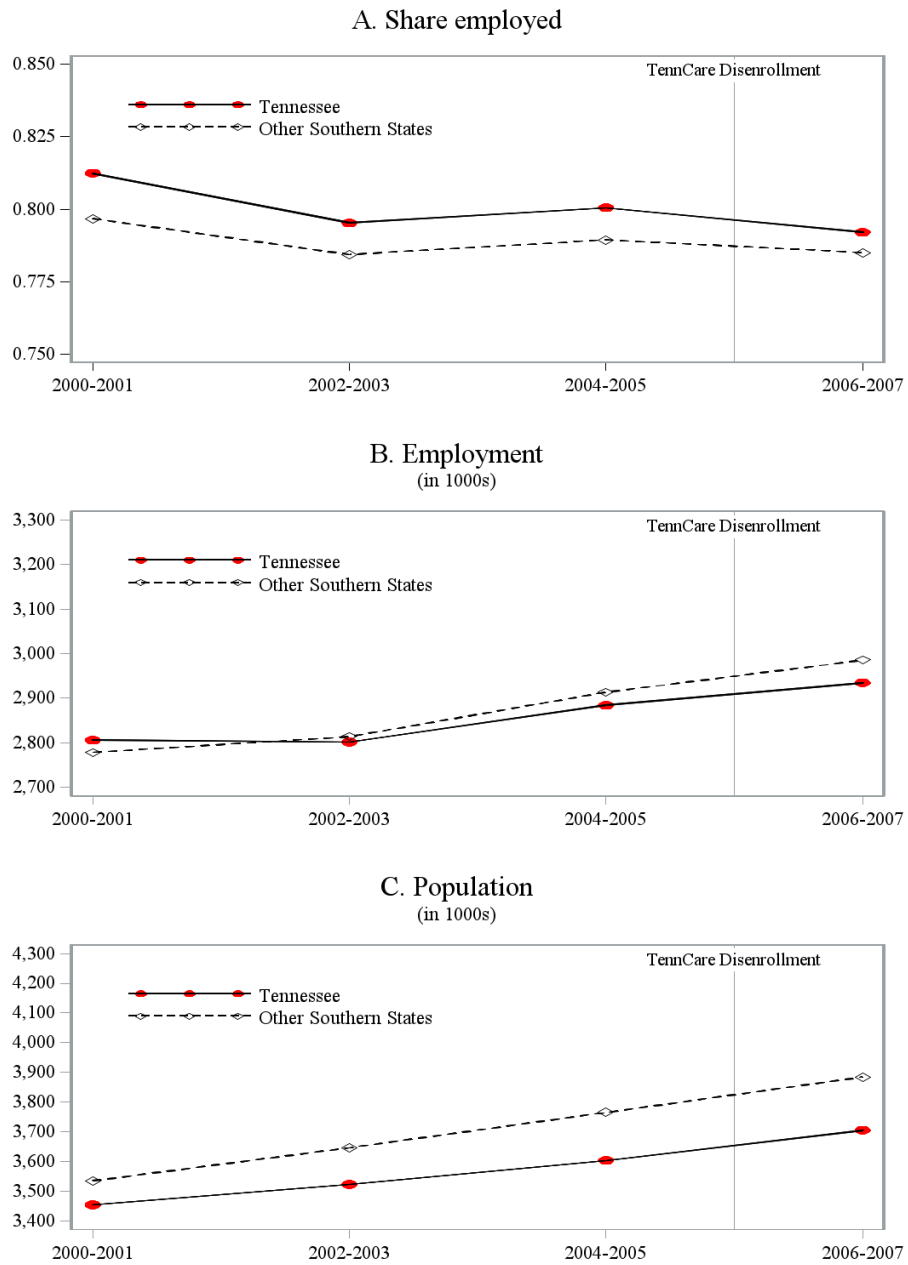 A. Share employed
TennCare Disenrollment
Tennessee
Other Southern States
0.850
0.825
0.800
0.775
0.750
2000-2001
2002-2003
2004-2005
2006-2007
B. Employment
(in 1000s)
TennCare Disenrollment
Tennessee
Other Southern States
3,300
3,200
3,100
3,000
2,900
2,800
2,700
2000-2001
2002-2003
2004-2005
2006-2007
C. Population
(in 1000s)
TennCare Disenrollment
Tennessee
Other Southern States
4,300
4,200
4,100
4,000
3,900
3,800
3,700
3,600
3,500
3,400
2000-2001
2002-2003
2004-2005
2006-2007